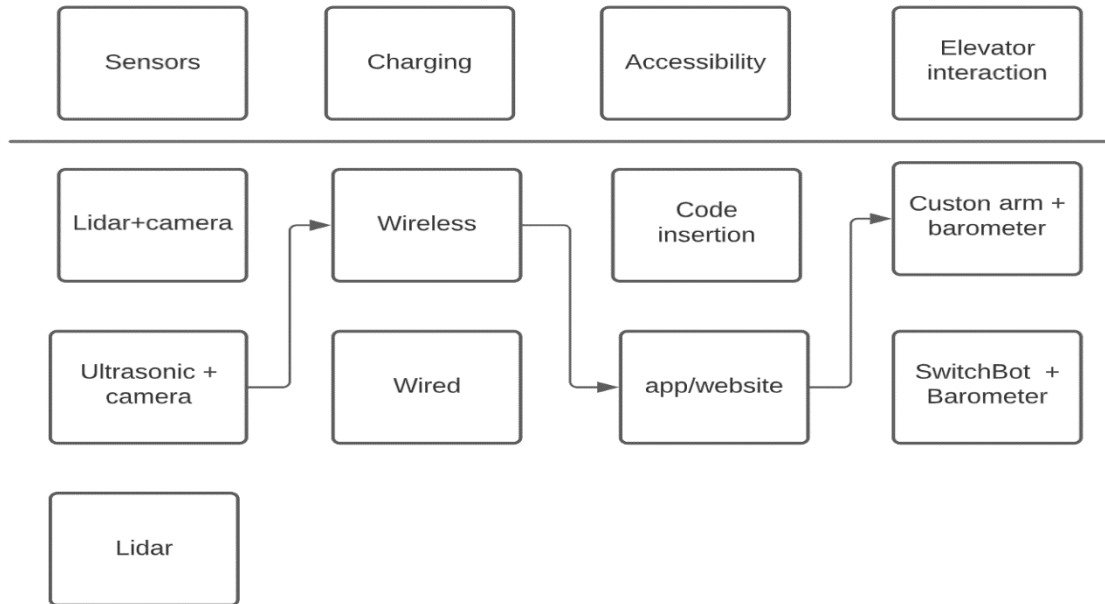 Sensors
Charging
Accessibility
Elevator
interaction
Lidar+camera
Wireless
Code
insertion
Custon arm +
barometer
Ultrasonic +
camera
Wired
app/website
SwitchBot +
Barometer
Lidar